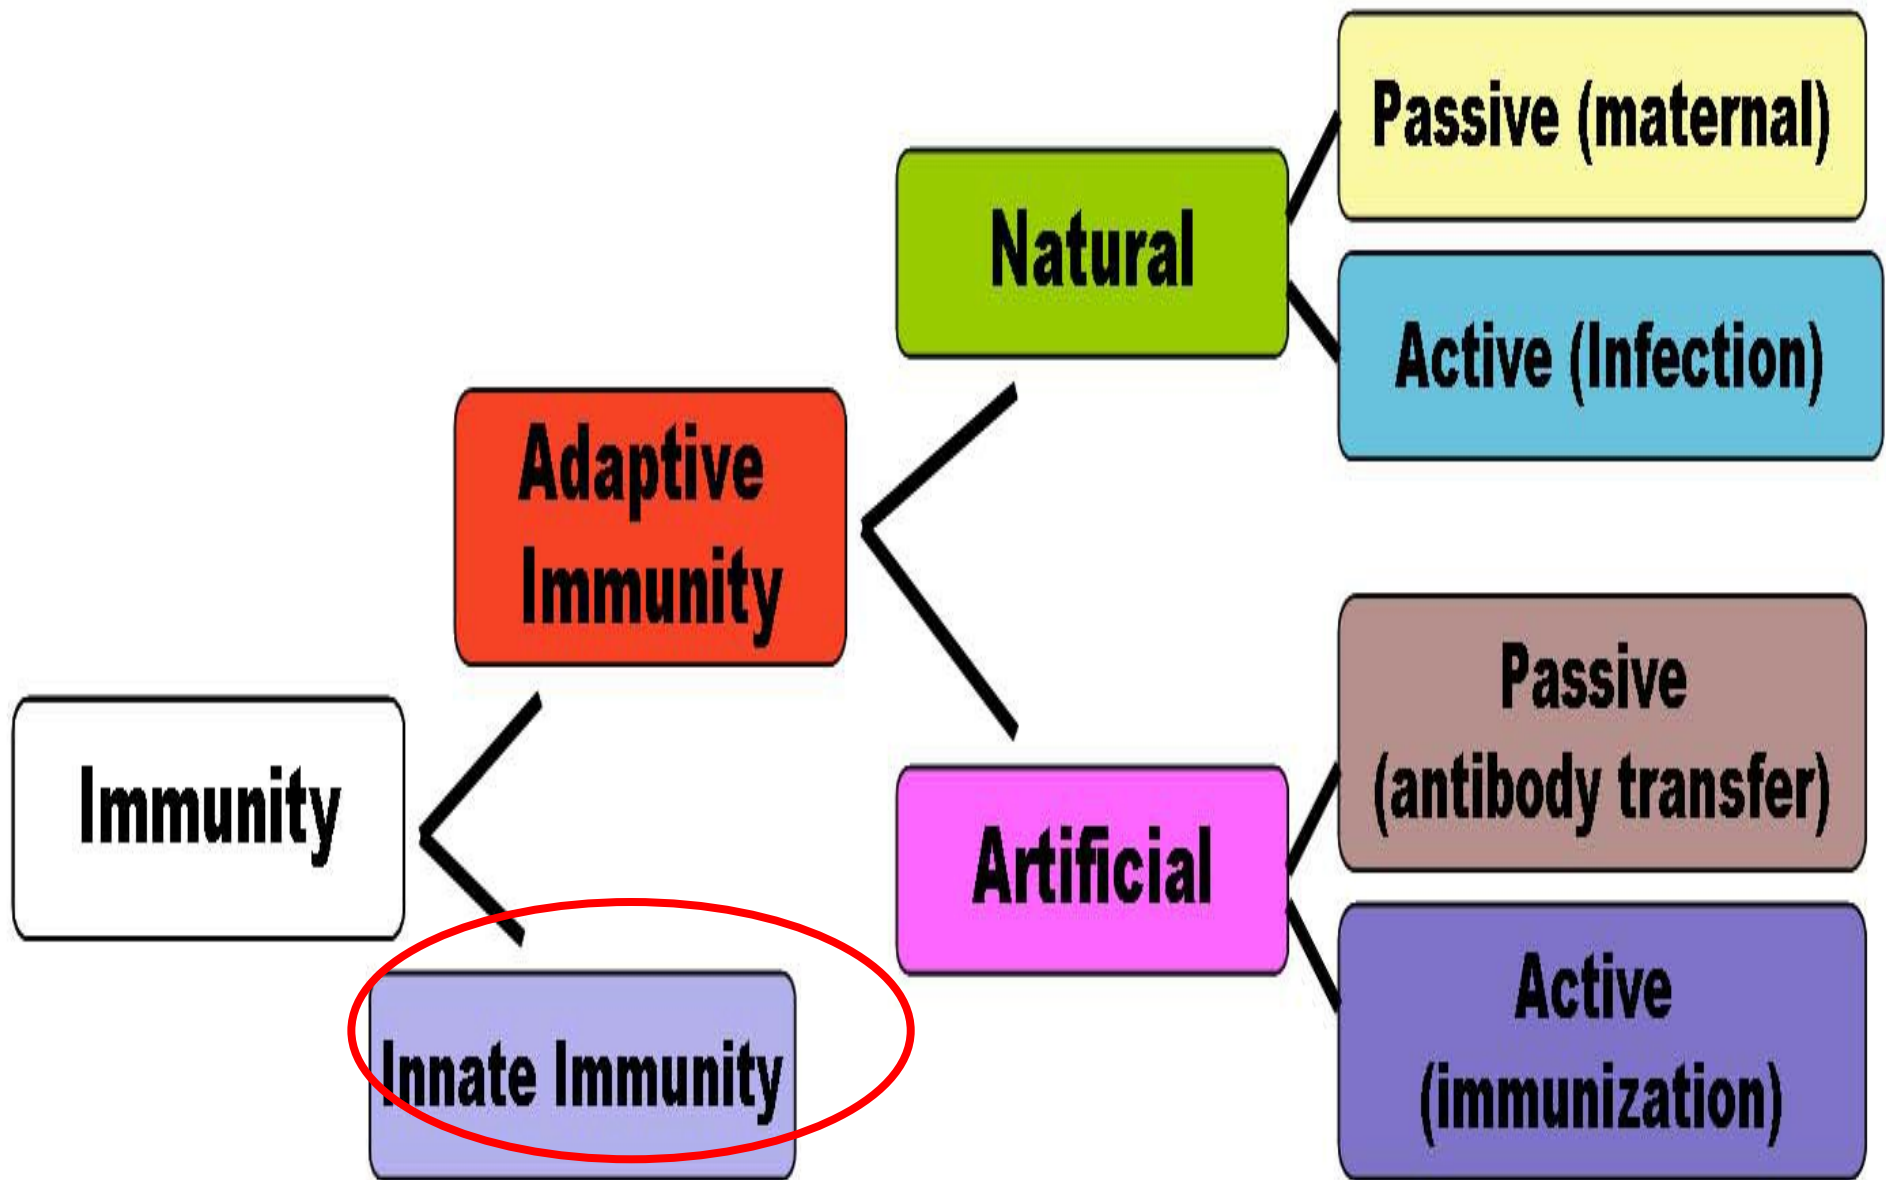 Immunity
Adaptive
Immunity
Innate Immunity
Natural
Artificial
Passive (maternal)
Active (Infection)
Passive
(antibody transfer)
Active
(immunization)